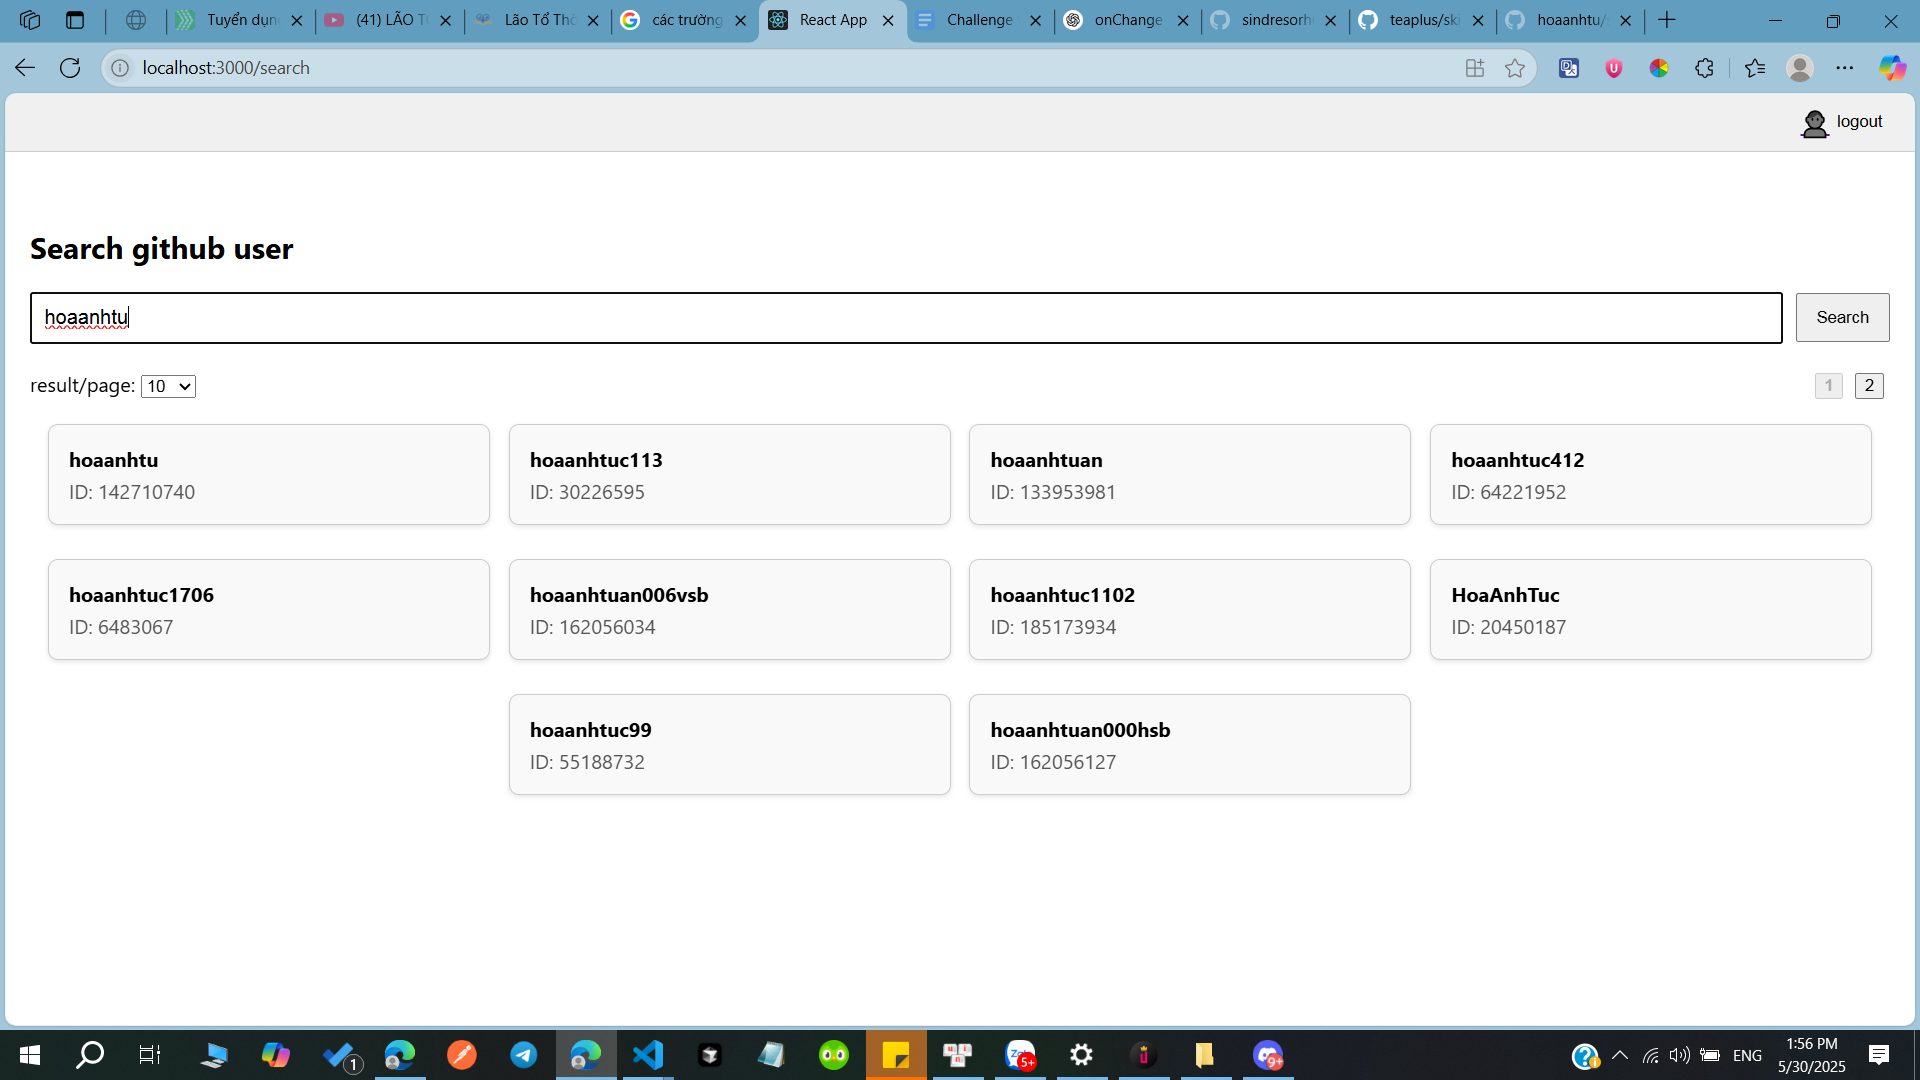 Tuyển dụn
(41) LÃO T
Lão Tổ Thò
các trường
React App
Challenge
onChange
sindresorh
teaplus/ski
hoaanhtu/
localhost:3000/search
logout
Search github user
hoaanhtu
Search
result/page: 10
1 2
hoaanhtu
ID: 142710740
hoaanhtuc113
ID: 30226595
hoaanhtuan
ID: 133953981
hoaanhtuc412
ID: 64221952
hoaanhtuc1706
ID: 6483067
hoaanhtuan006vsb
ID: 162056034
hoaanhtuc1102
ID: 185173934
HoaAnhTuc
ID: 20450187
hoaanhtuc99
ID: 55188732
hoaanhtuan000hsb
ID: 162056127
1
5+
9+
ENG
1:56 PM
5/30/2025